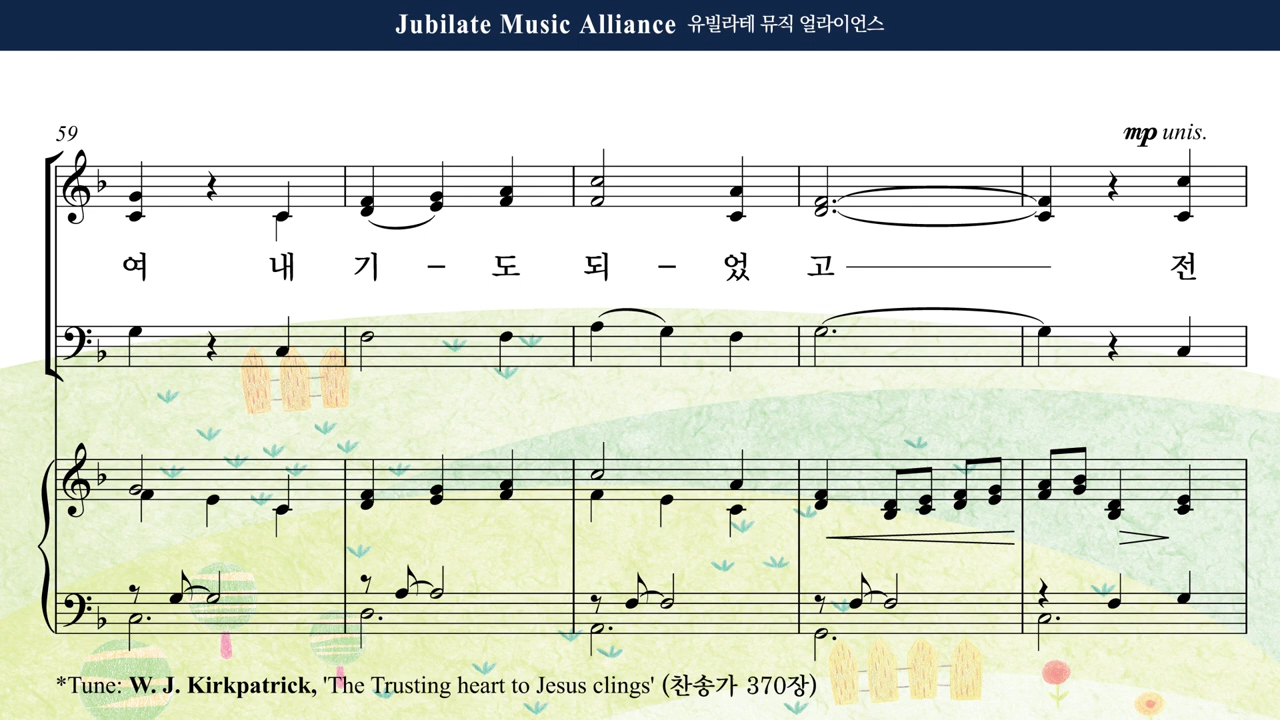 Jubilate Music Alliance 유빌라테 뮤직 얼라이언스
59
mp unis.
여 내 기 – 도 되 – 었 고 전
*Tune: W. J. Kirkpatrick, 'The Trusting heart to Jesus clings' (찬송가 370장)